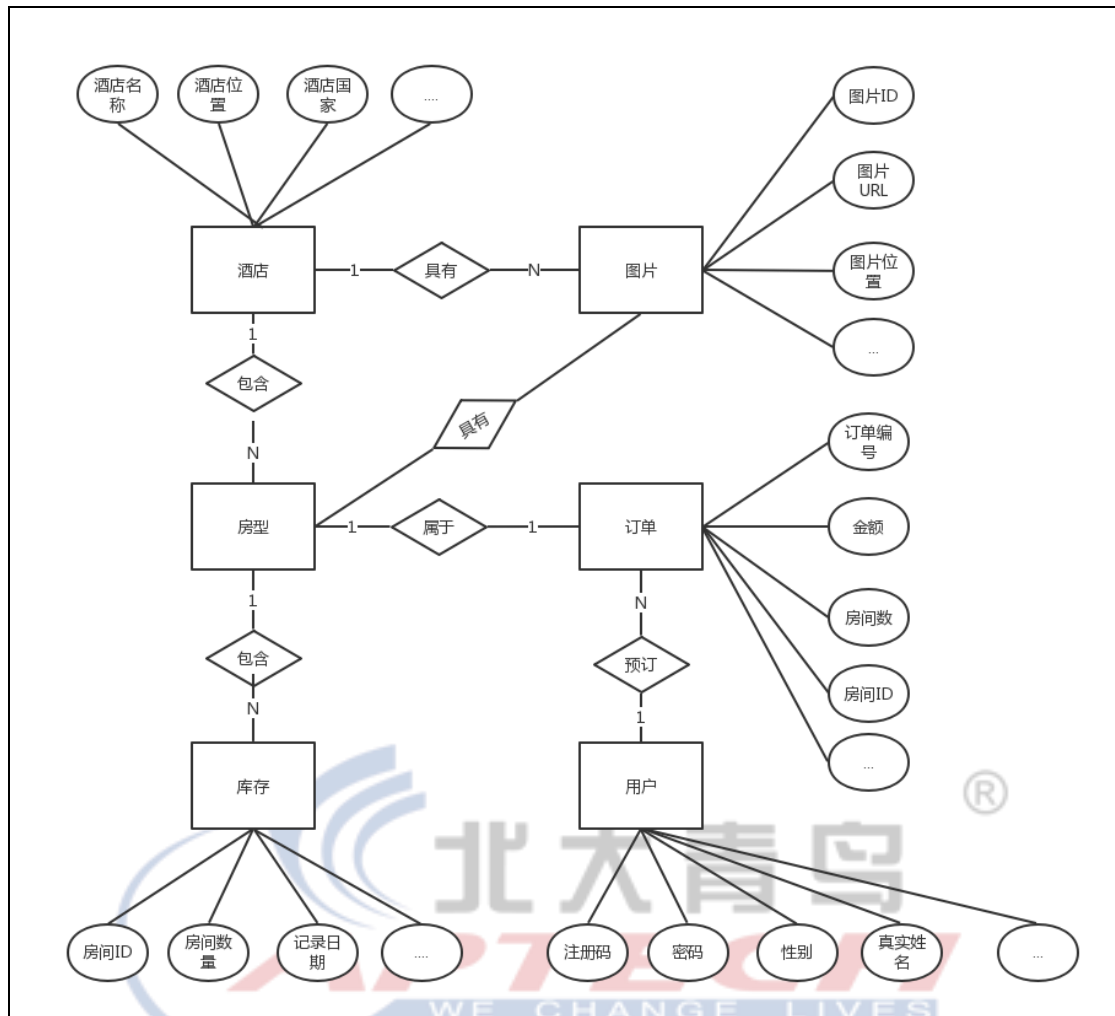 酒店名
称
酒店位
置
酒店国
家
....
图片ID
图片
URL
图片位
置
...
酒店
1
具有
N
图片
1
包含
N
具有
房型
1
属于
1
订单
订单编
号
金额
房间数
房间ID
...
1
包含
N
N
预订
1
库存
用户
房间ID
房间数
量
记录日
期
....
注册码
密码
性别
真实姓
名
...
北大青鸟
®
APTECH
WE CHANGE LIVES